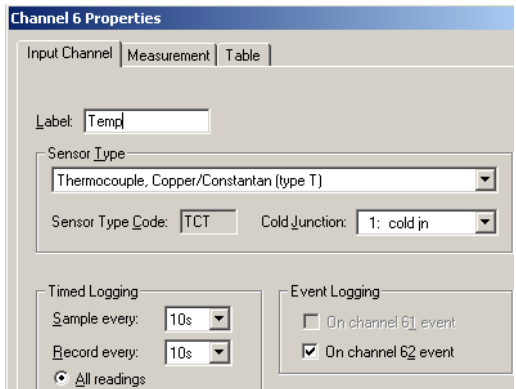 Channel 6 Properties
Input Channel Measurement Table
Label: Temp
Sensor Type
Thermocouple, Copper/Constantan (type T)
Sensor Type Code: TCT Cold Junction: 1: cold jn
Timed Logging Event Logging
Sample every: 10s On channel 61 event
Record every: 10s On channel 62 event
All readings